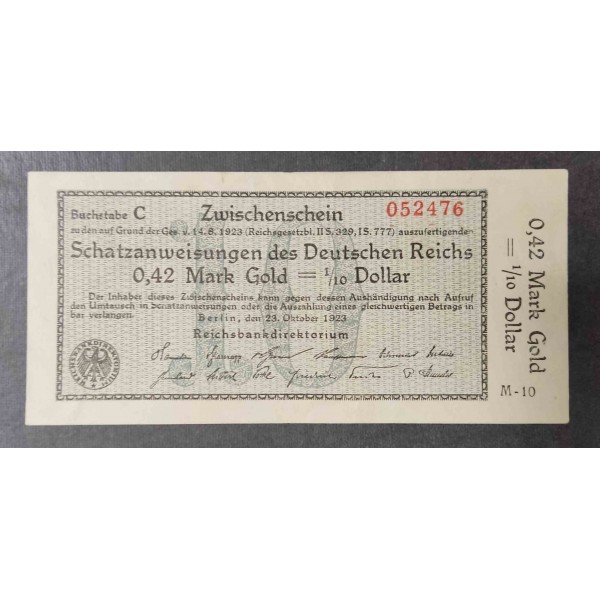 Buchstabe C Zwischenschein 052476
zu den auf Grund der Ges. v. 14.8.1923 (Reichsgesetzbl. II S. 329, I S. 777) auszufertigenden
Schatzanweisungen des Deutschen Reichs
0,42 Mark Gold = 1/10 Dollar
Der Inhaber dieses Zwischenscheins kann gegen dessen Aushändigung nach Aufruf
den Umtausch in Schatzanweisungen oder die Auszahlung eines gleichwertigen Betrags in
bar verlangen.
Berlin, den 23. Oktober 1923
Reichsbankdirektorium
REICHSBANKDIREKTORIUM
0,42 Mark Gold
= 1/10 Dollar
M-10